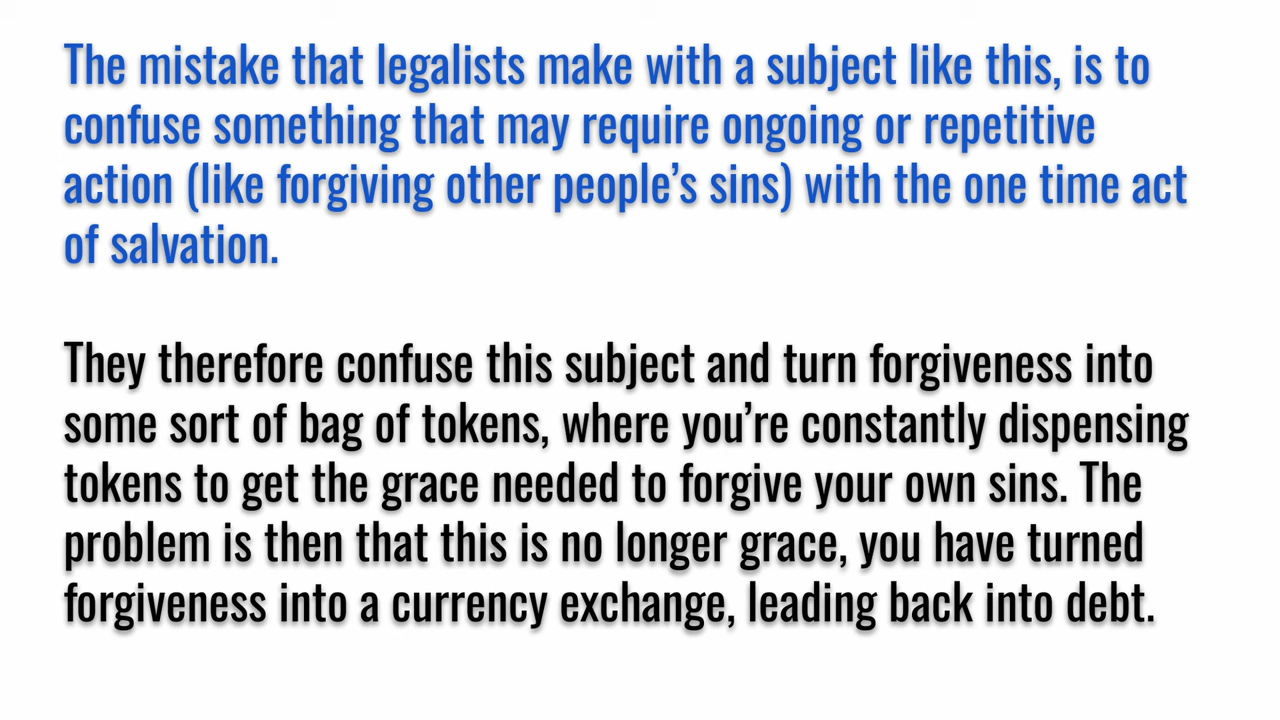 The mistake that legalists make with a subject like this, is to
confuse something that may require ongoing or repetitive
action (like forgiving other people’s sins) with the one time act
of salvation.
They therefore confuse this subject and turn forgiveness into
some sort of bag of tokens, where you’re constantly dispensing
tokens to get the grace needed to forgive your own sins. The
problem is then that this is no longer grace, you have turned
forgiveness into a currency exchange, leading back into debt.